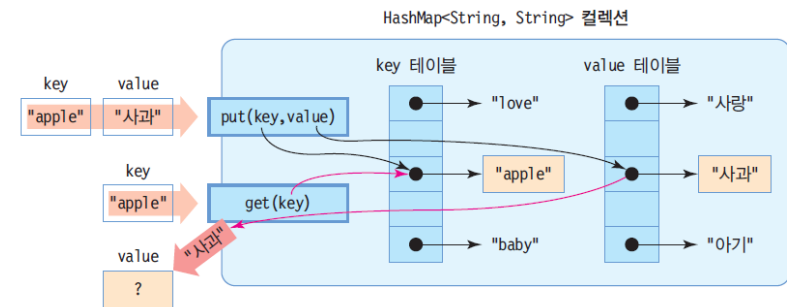 HashMap<String, String> 컬렉션
key 테이블
value 테이블
key
value
"apple"
"사과"
put(key,value)
"love"
"사랑"
key
"apple"
get(key)
"apple"
"사과"
"사과"
value
?
"baby"
"아기"